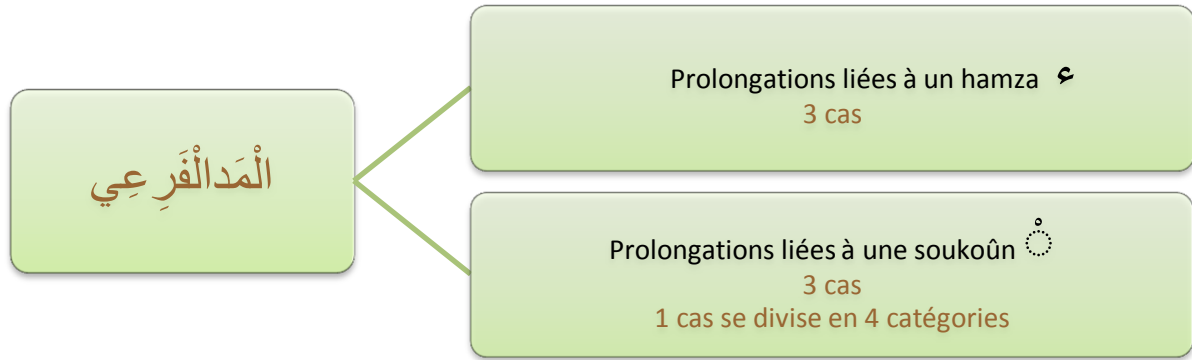 الْمَدالْفَرِعِي
Prolongations liées à un hamza ء
3 cas
Prolongations liées à une soukoûn ◌ْ
3 cas
1 cas se divise en 4 catégories